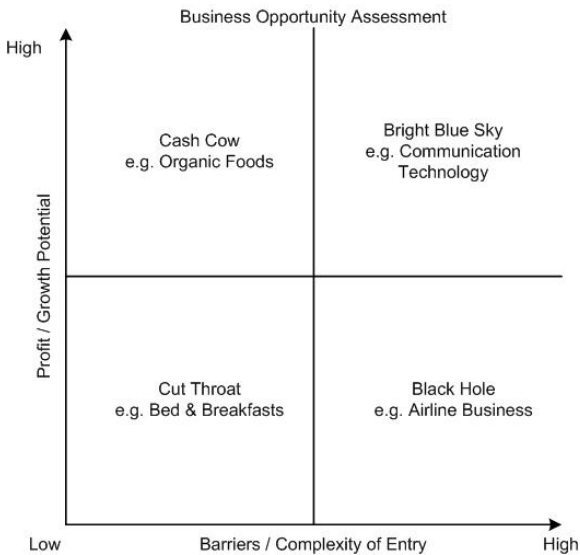 Business Opportunity Assessment
High
Cash Cow
e.g. Organic Foods
Bright Blue Sky
e.g. Communication
Technology
Profit / Growth Potential
Cut Throat
e.g. Bed & Breakfasts
Black Hole
e.g. Airline Business
Low
Barriers / Complexity of Entry
High